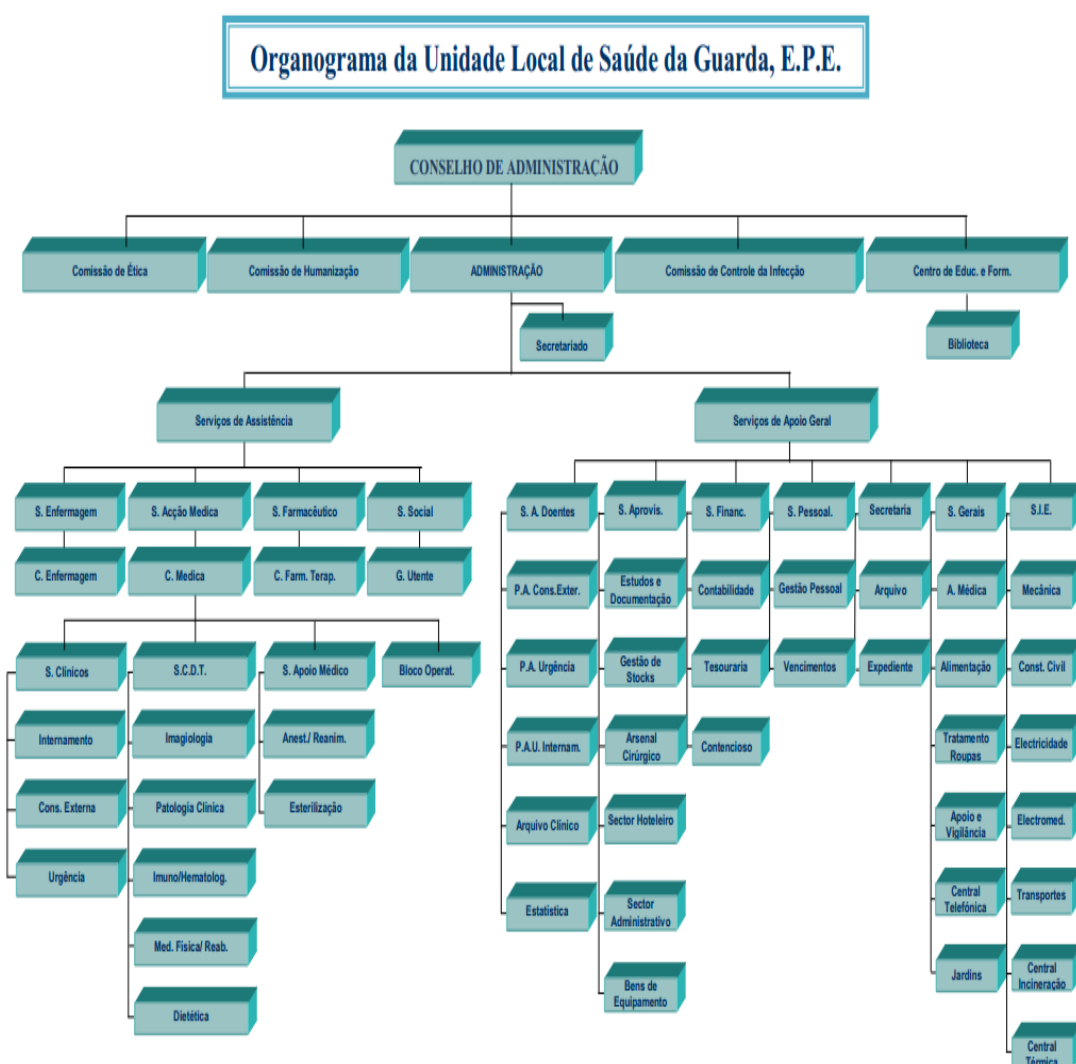 Organograma da Unidade Local de Saúde da Guarda, E.P.E.
CONSELHO DE ADMINISTRAÇÃO
Comissão de Ética
Comissão de Humanização
ADMINISTRAÇÃO
Comissão de Controle da Infecção
Centro de Educ. e Form.
Secretariado
Biblioteca
Serviços de Assistência
Serviços de Apoio Geral
S. Enfermagem
S. Acção Medica
S. Farmacêutico
S. Social
S. A. Doentes
S. Aprovis.
S. Financ.
S. Pessoal.
Secretaria
S. Gerais
S.I.E.
C. Enfermagem
C. Medica
C. Farm. Terap.
G. Utente
P.A. Cons.Exter.
Estudos e
Documentação
Contabilidade
Gestão Pessoal
Arquivo
A. Médica
Mecânica
S. Clínicos
S.C.D.T.
S. Apoio Médico
Bloco Operat.
P.A. Urgência
Gestão de
Stocks
Tesouraria
Vencimentos
Expediente
Alimentação
Const. Civil
Internamento
Imagiologia
Anest./ Reanim.
P.A.U. Internam.
Arsenal
Cirúrgico
Contencioso
Tratamento
Roupas
Electricidade
Cons. Externa
Patologia Clínica
Esterilização
Arquivo Clínico
Sector Hoteleiro
Apoio e
Vigilância
Electromed.
Urgência
Imuno/Hematolog.
Estatística
Sector
Administrativo
Central
Telefónica
Transportes
Med. Física/ Reab.
Bens de
Equipamento
Jardins
Central
Incineração
Dietética
Central
Térmica